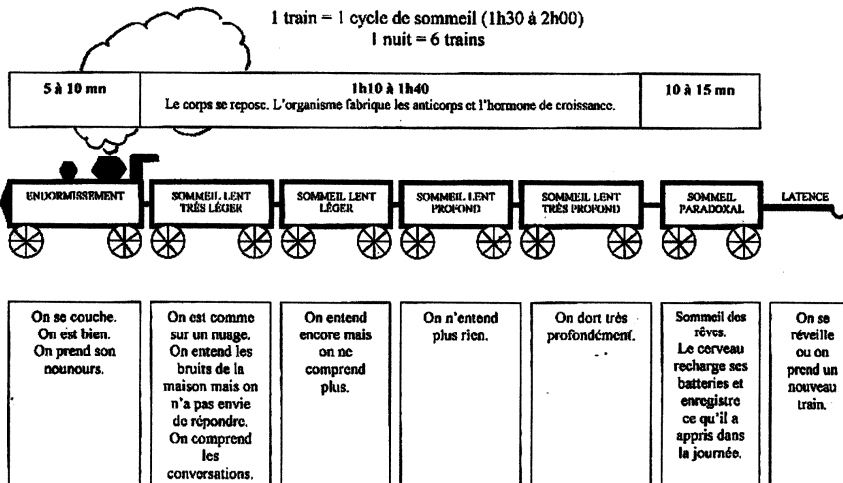 1 train = 1 cycle de sommeil (1h30 à 2h00)
1 nuit = 6 trains
5 à 10 mn
1h10 à 1h40
Le corps se repose. L'organisme fabrique les anticorps et l'hormone de croissance.
10 à 15 mn
ENDORMISSEMENT
SOMMEIL LENT
TRÈS LÉGER
SOMMEIL LENT
LÉGER
SOMMEIL LENT
PROFOND
SOMMEIL LENT
TRÈS PROFOND
SOMMEIL
PARADOXAL
LATENCE
On se couche.
On est bien.
On prend son
nounours.
On est comme
sur un nuage.
On entend les
bruits de la
maison mais on
n'a pas envie
de répondre.
On comprend
les
conversations.
On entend
encore mais
on ne
comprend
plus.
On n'entend
plus rien.
On dort très
profondément.
Sommeil des
rêves.
Le cerveau
recharge ses
batteries et
enregistre
ce qu'il a
appris dans
la journée.
On se
réveille
ou on
prend un
nouveau
train.